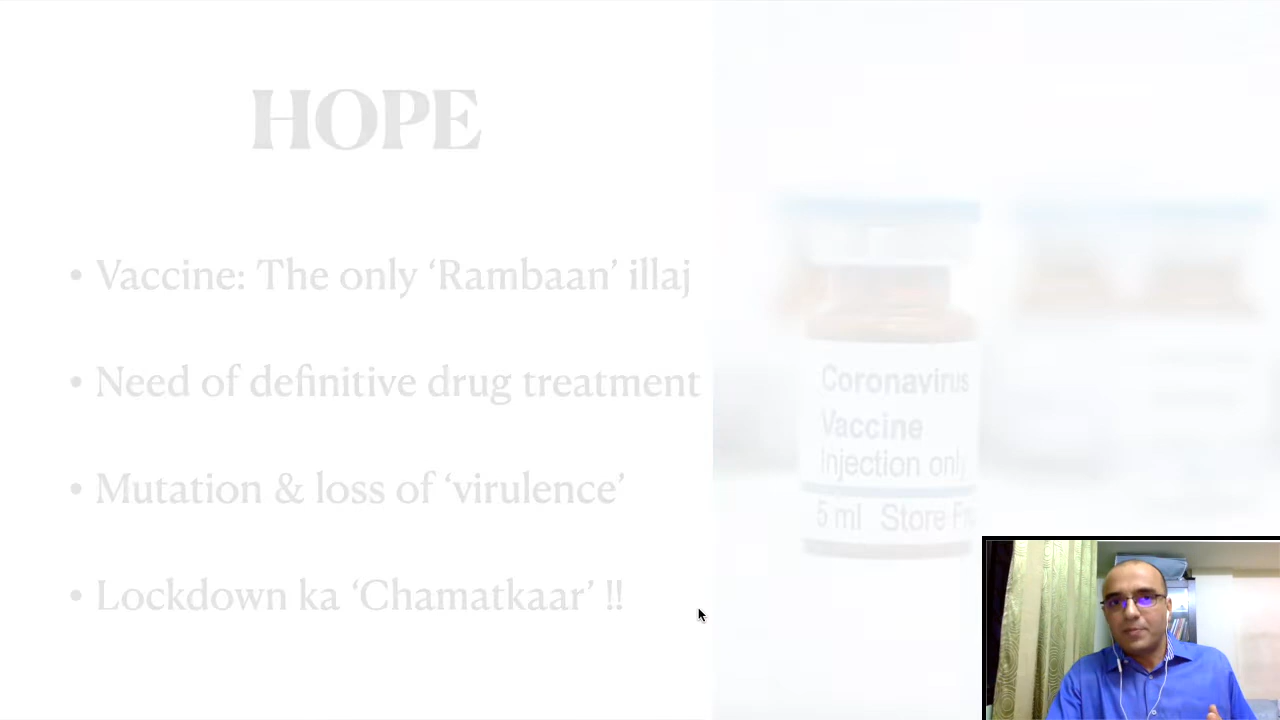 HOPE
• Vaccine: The only ‘Rambaan’ illaj
• Need of definitive drug treatment
• Mutation & loss of ‘virulence’
• Lockdown ka ‘Chamatkaar’ !!
Coronavirus
Vaccine
injection only
5 ml Store